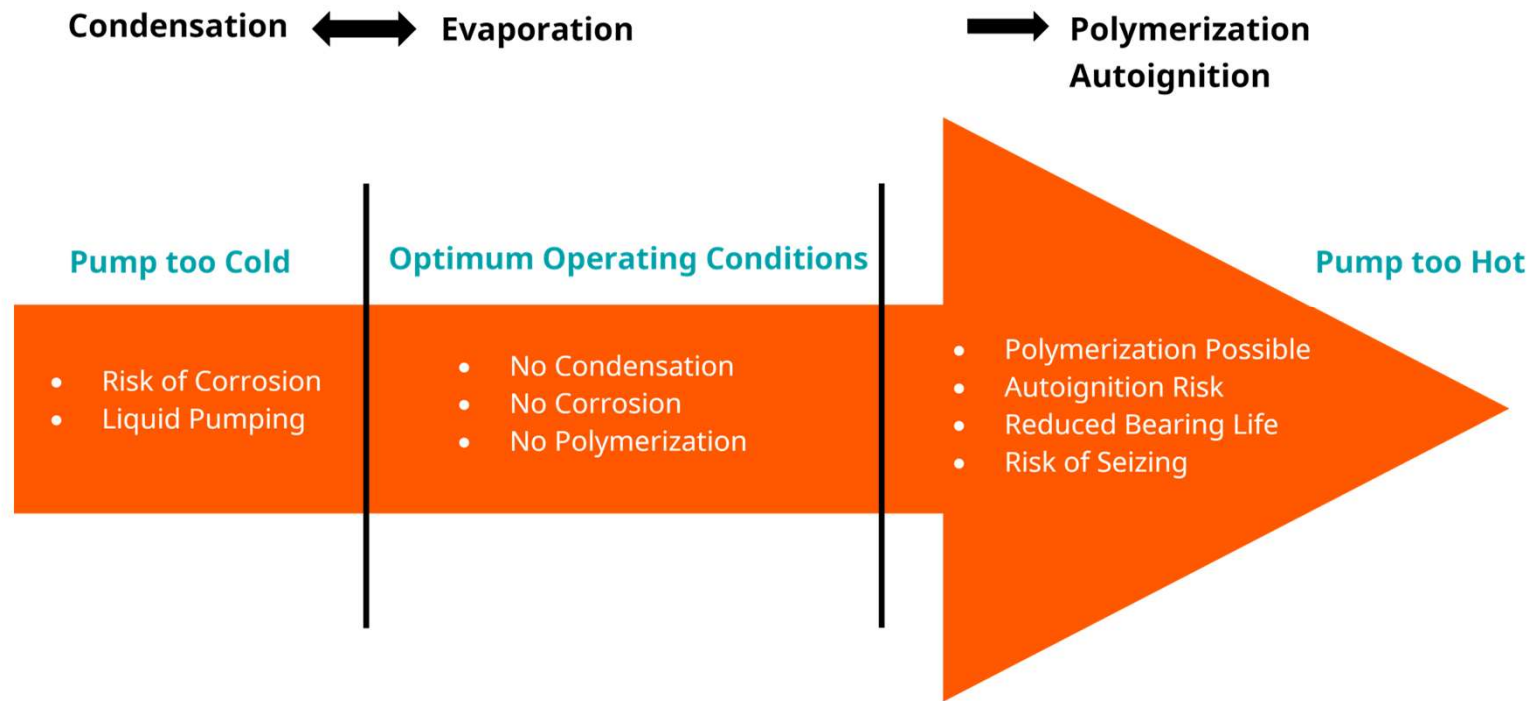 Condensation
Evaporation
Polymerization
Autoignition
Pump too Cold
Optimum Operating Conditions
Pump too Hot
• Risk of Corrosion
• Liquid Pumping
• No Condensation
• No Corrosion
• No Polymerization
• Polymerization Possible
• Autoignition Risk
• Reduced Bearing Life
• Risk of Seizing